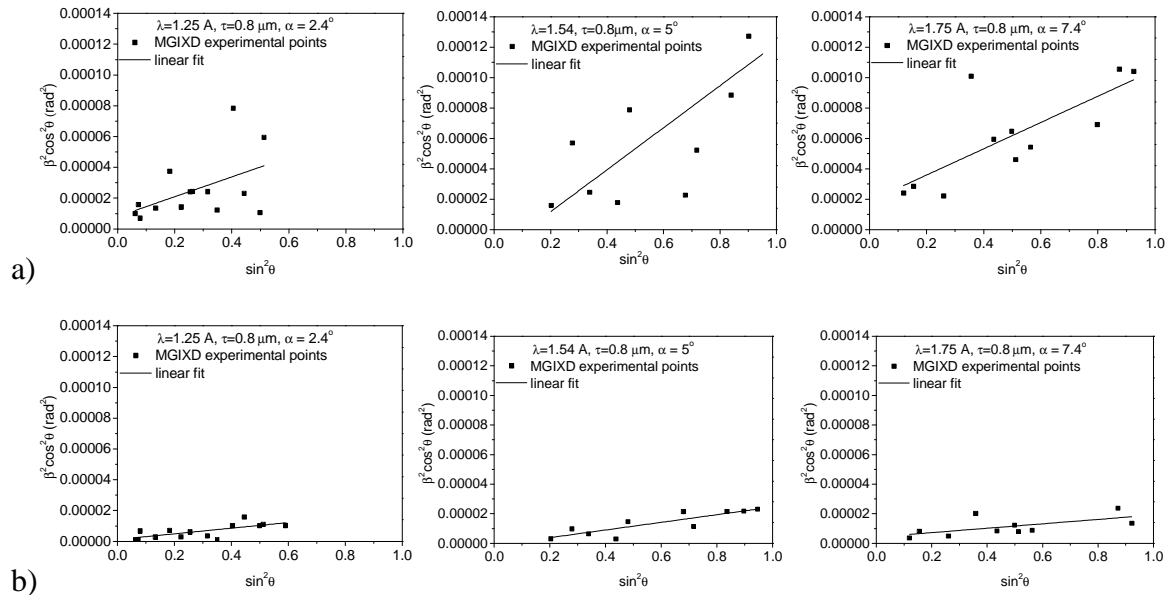 λ=1.25 A, τ=0.8 μm, α = 2.4°
MGIXD experimental points
linear fit
β²cos²θ (rad²)
0.00014
0.00012
0.00010
0.00008
0.00006
0.00004
0.00002
0.00000
0.0 0.2 0.4 0.6 0.8 1.0
sin²θ
λ=1.54, τ=0.8μm, α = 5°
MGIXD experimental points
linear fit
β²cos²θ (rad²)
0.00014
0.00012
0.00010
0.00008
0.00006
0.00004
0.00002
0.00000
0.0 0.2 0.4 0.6 0.8 1.0
sin²θ
λ=1.75 A, τ=0.8 μm, α = 7.4°
MGIXD experimental points
linear fit
β²cos²θ (rad²)
0.00014
0.00012
0.00010
0.00008
0.00006
0.00004
0.00002
0.00000
0.0 0.2 0.4 0.6 0.8 1.0
sin²θ
a)
λ=1.25 A, τ=0.8 μm, α = 2.4°
MGIXD experimental points
linear fit
β²cos²θ (rad²)
0.00014
0.00012
0.00010
0.00008
0.00006
0.00004
0.00002
0.00000
0.0 0.2 0.4 0.6 0.8 1.0
sin²θ
λ=1.54 A, τ=0.8 μm, α = 5°
MGIXD experimental points
linear fit
β²cos²θ (rad²)
0.00014
0.00012
0.00010
0.00008
0.00006
0.00004
0.00002
0.00000
0.0 0.2 0.4 0.6 0.8 1.0
sin²θ
λ=1.75 A, τ=0.8 μm, α = 7.4°
MGIXD experimental points
linear fit
β²cos²θ (rad²)
0.00014
0.00012
0.00010
0.00008
0.00006
0.00004
0.00002
0.00000
0.0 0.2 0.4 0.6 0.8 1.0
sin²θ
b)